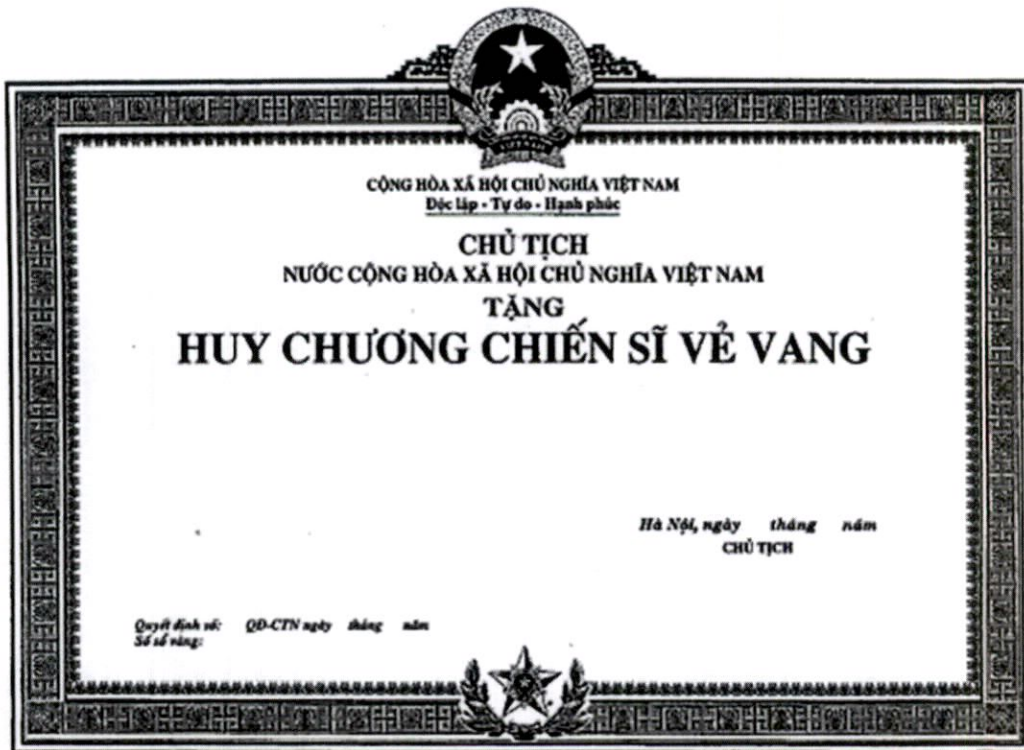 CỘNG HÒA XÃ HỘI CHỦ NGHĨA VIỆT NAM
Độc lập - Tự do - Hạnh phúc
CHỦ TỊCH
NƯỚC CỘNG HÒA XÃ HỘI CHỦ NGHĨA VIỆT NAM
TẶNG
HUY CHƯƠNG CHIẾN SĨ VẺ VANG
Hà Nội, ngày tháng năm
CHỦ TỊCH
Quyết định số: QĐ-CTN ngày tháng năm
Số sổ vàng: